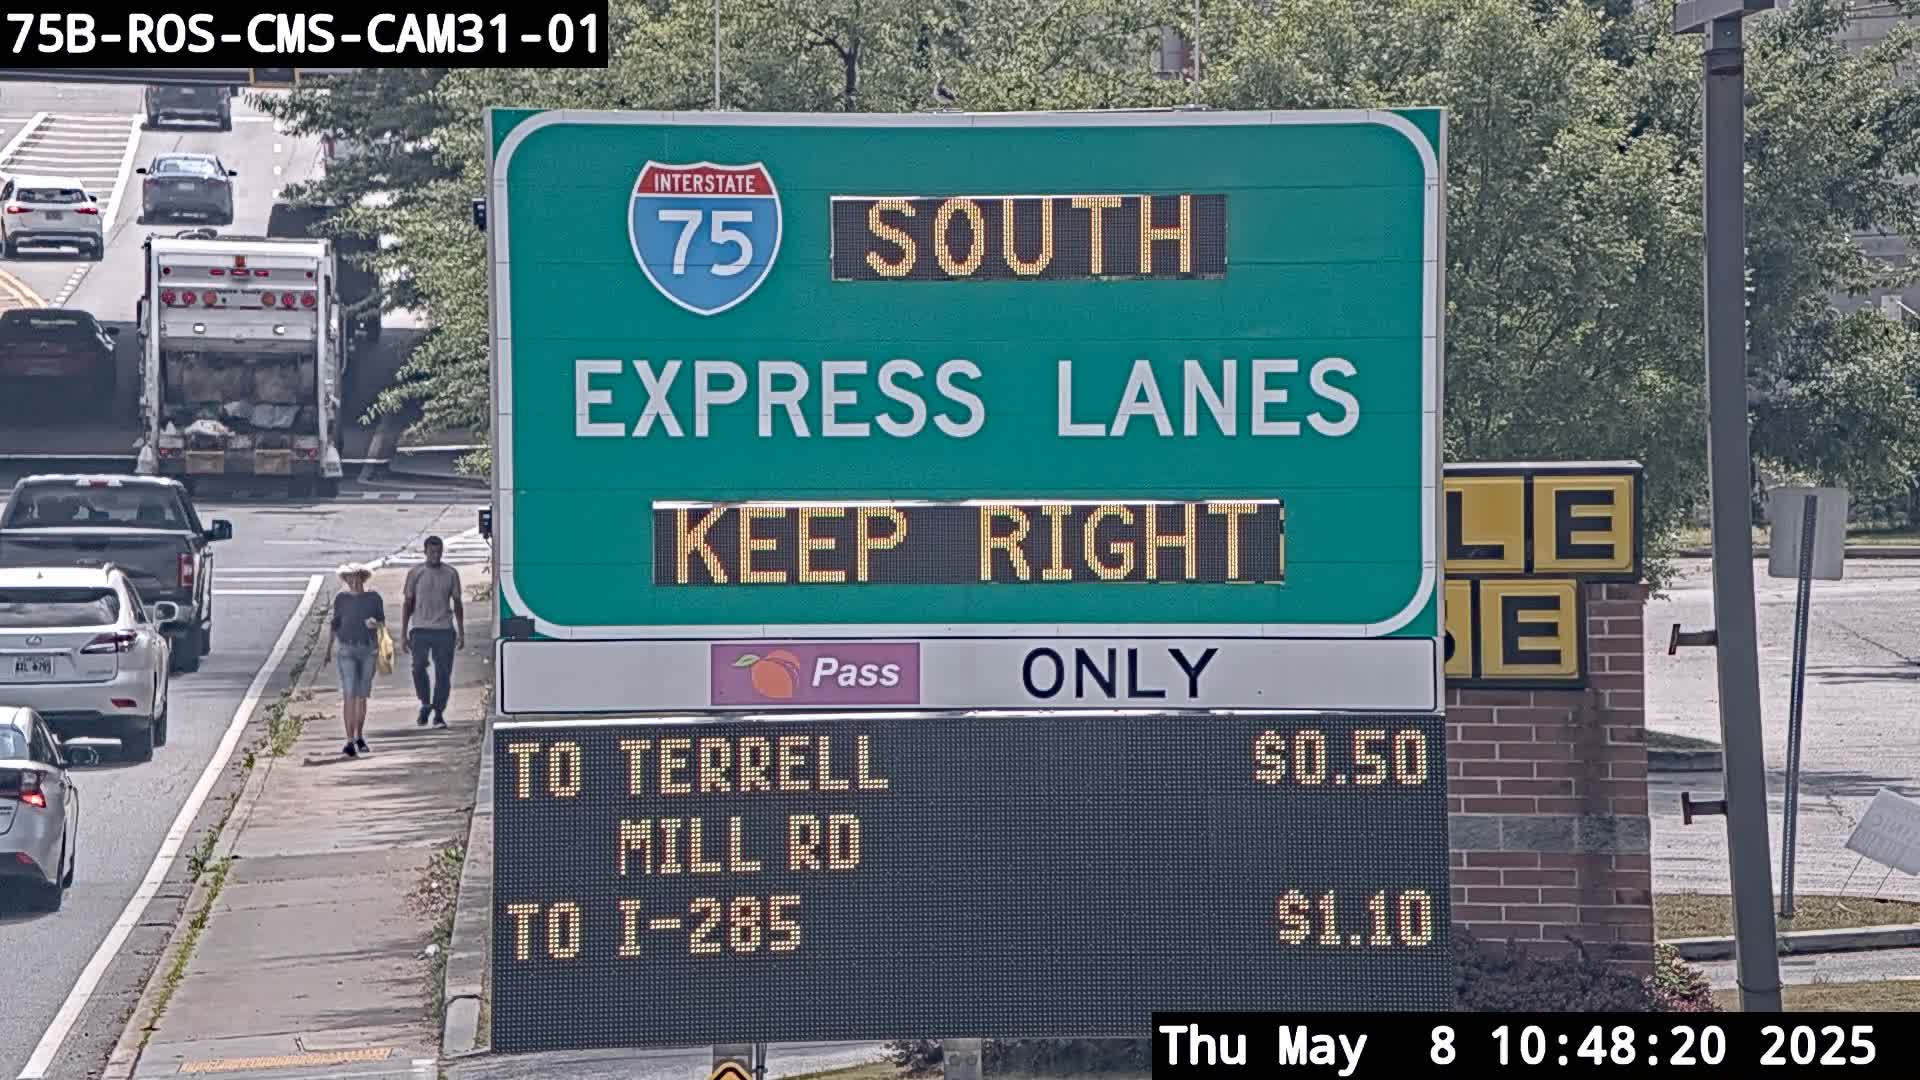 75B-ROS-CMS-CAM31-01
INTERSTATE
75
SOUTH
EXPRESS LANES
KEEP RIGHT
Pass ONLY
TO TERRELL $0.50
MILL RD
TO I-285 $1.10
LE
E
Thu May 8 10:48:20 2025